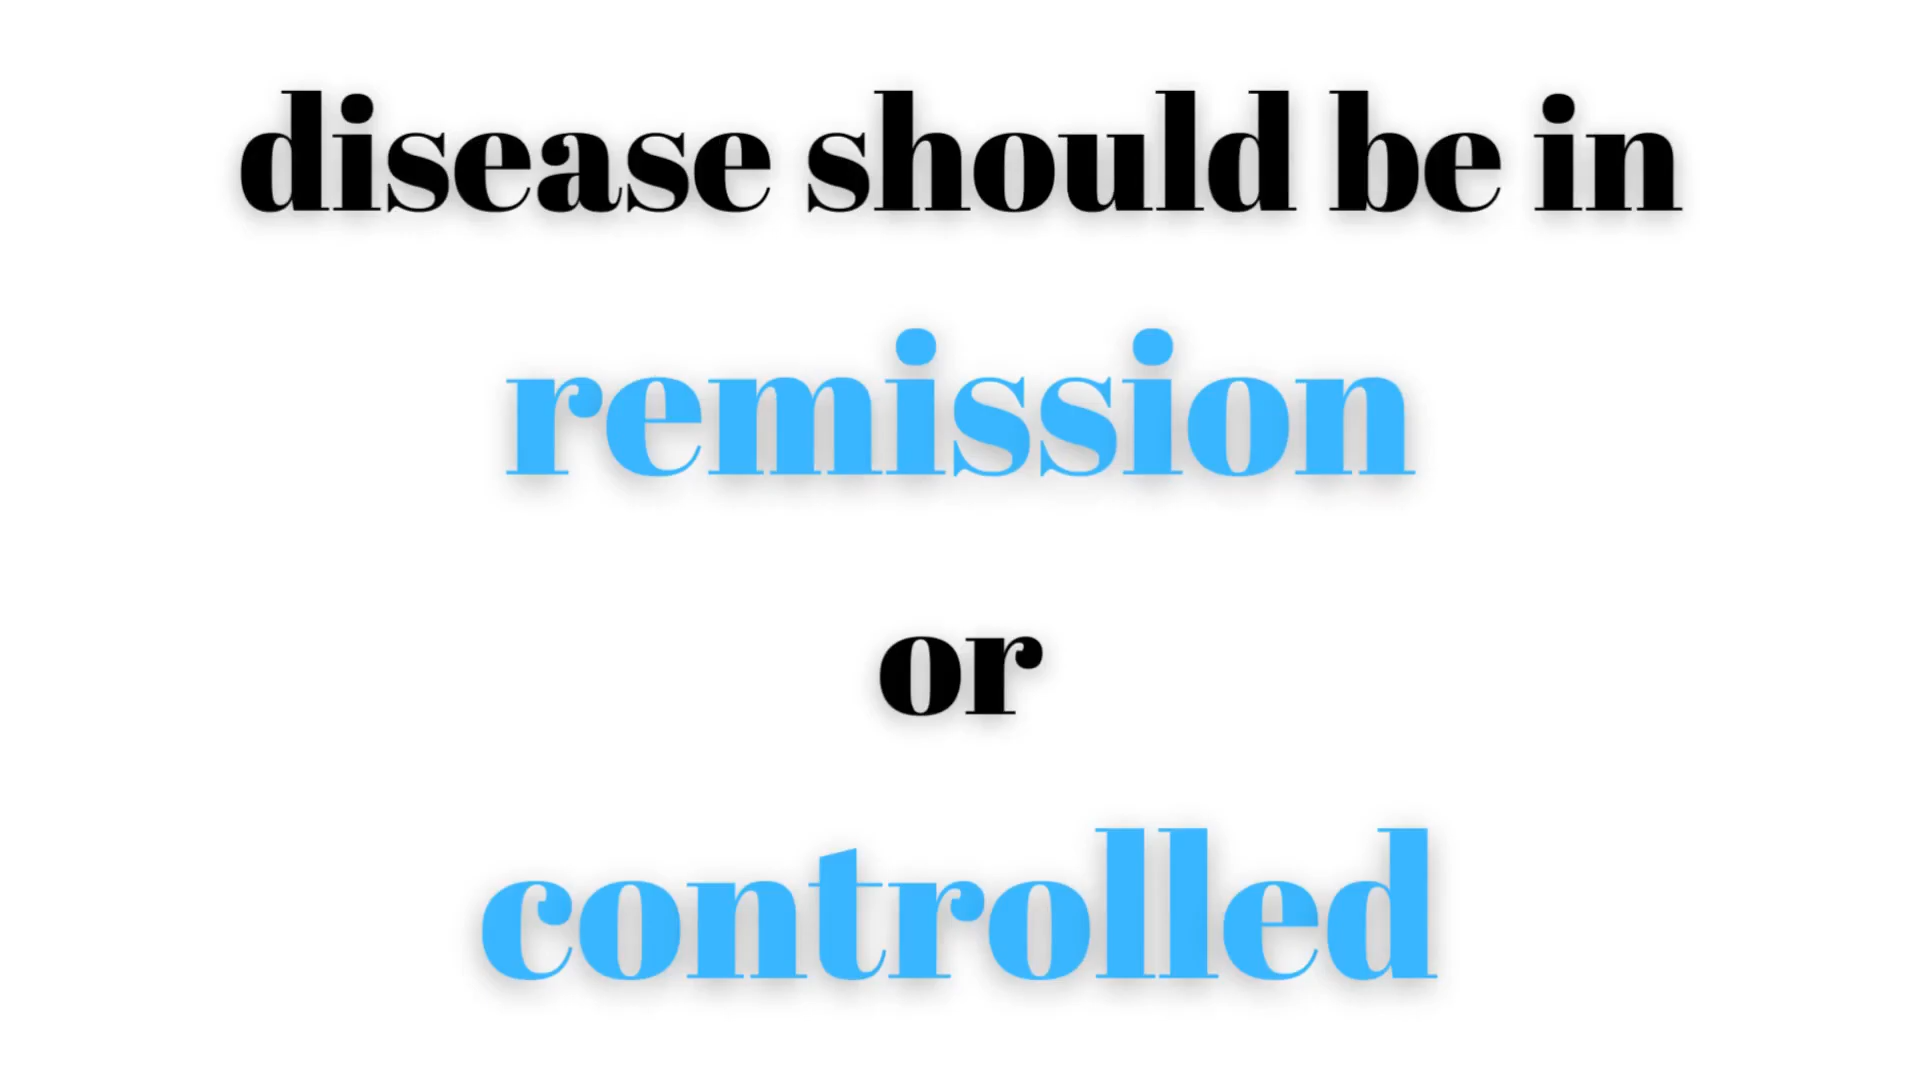 disease should be in
remission
or
controlled